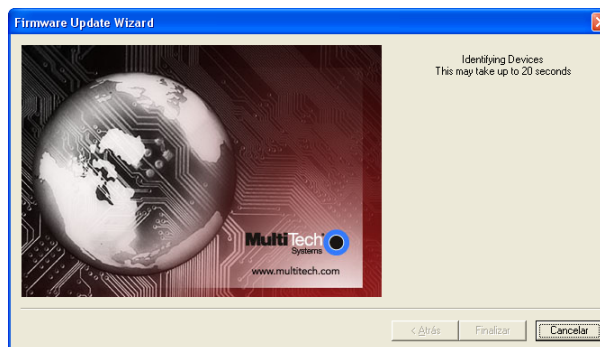 Firmware Update Wizard
Identifying Devices
This may take up to 20 seconds
MultiTech
Systems
www.multitech.com
< Atrás
Finalizar
Cancelar